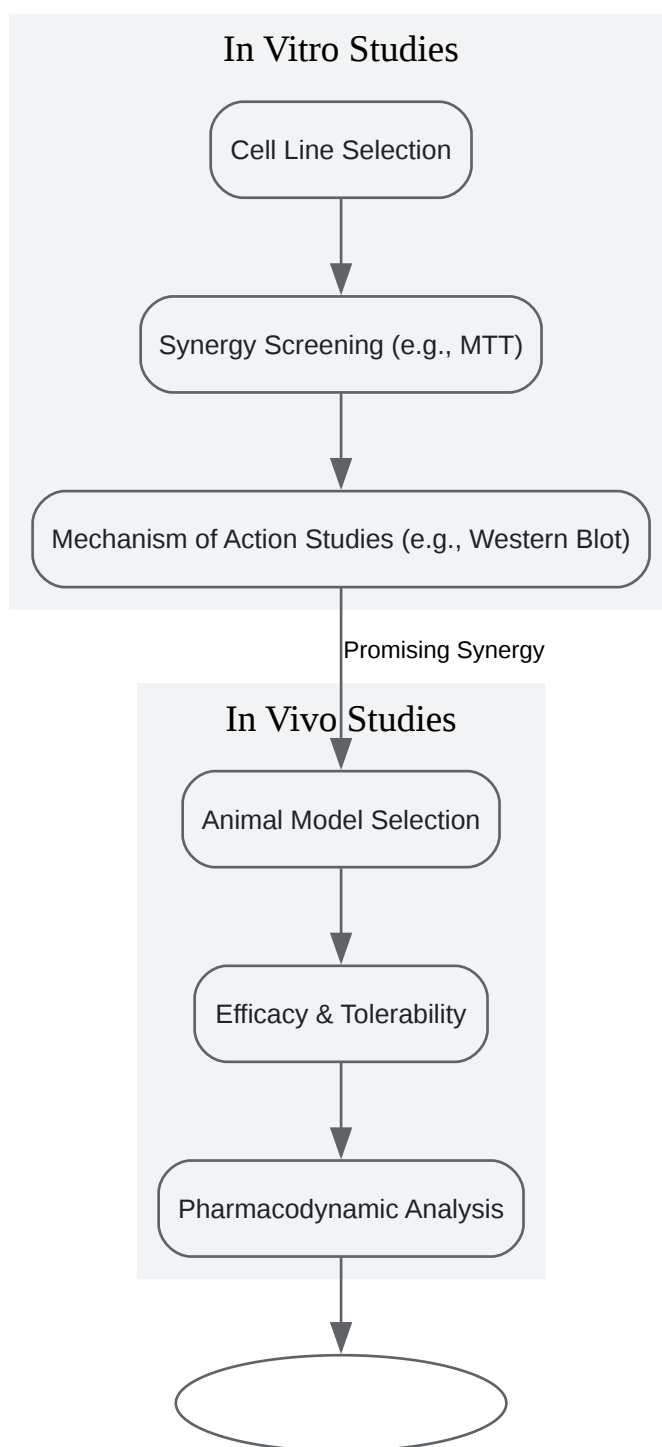 In Vitro Studies
Cell Line Selection
Synergy Screening (e.g., MTT)
Mechanism of Action Studies (e.g., Western Blot)
Promising Synergy
In Vivo Studies
Animal Model Selection
Efficacy & Tolerability
Pharmacodynamic Analysis